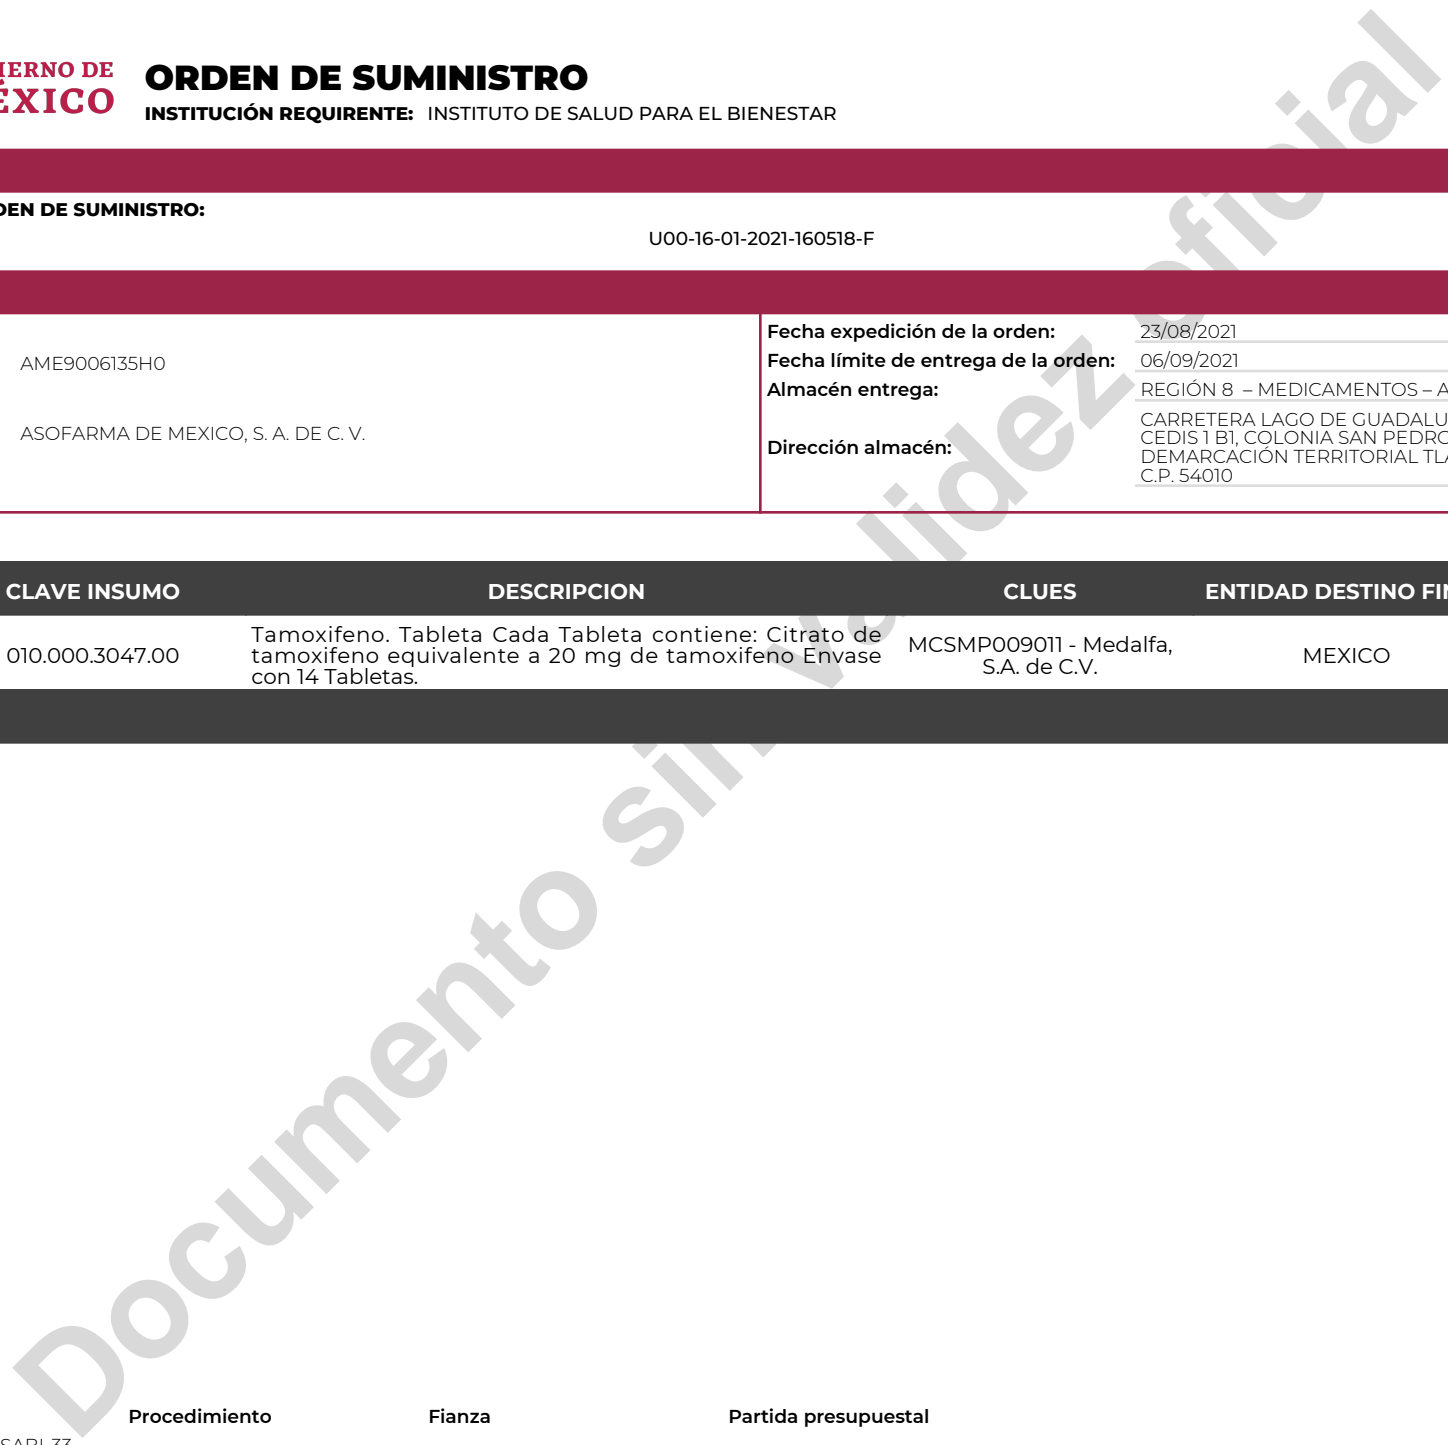 IERNO DE
ÉXICO
ORDEN DE SUMINISTRO
INSTITUCIÓN REQUIRENTE: INSTITUTO DE SALUD PARA EL BIENESTAR
DEN DE SUMINISTRO:
U00-16-01-2021-160518-F
AME9006135H0
ASOFARMA DE MEXICO, S. A. DE C. V.
Fecha expedición de la orden: 23/08/2021
Fecha límite de entrega de la orden: 06/09/2021
Almacén entrega: REGIÓN 8 – MEDICAMENTOS – A
Dirección almacén: CARRETERA LAGO DE GUADALU
CEDIS 1 B1, COLONIA SAN PEDRO
DEMARCACIÓN TERRITORIAL TLA
C.P. 54010
CLAVE INSUMO DESCRIPCION CLUES ENTIDAD DESTINO FIN
010.000.3047.00
Tamoxifeno. Tableta Cada Tableta contiene: Citrato de
tamoxifeno equivalente a 20 mg de tamoxifeno Envase
con 14 Tabletas.
MCSMP009011 - Medalfa,
S.A. de C.V.
MEXICO
Documento sin validez oficial
Procedimiento Fianza Partida presupuestal
SABI-33